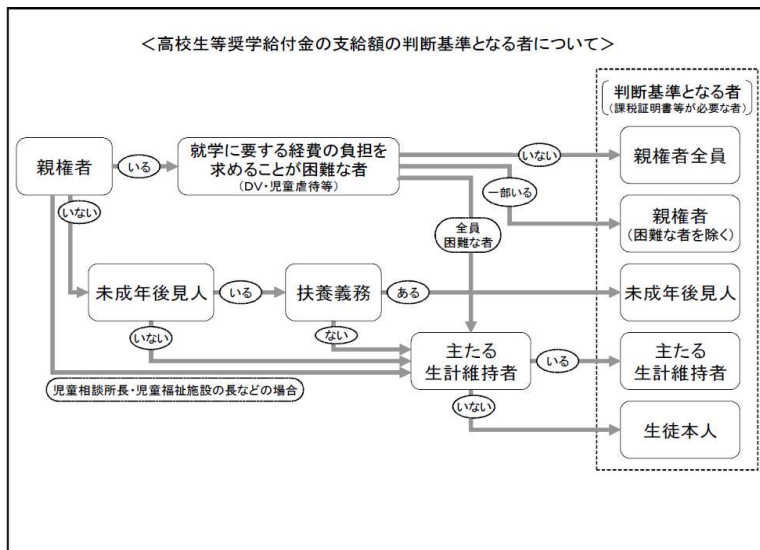 ＜高校生等奨学給付金の支給額の判断基準となる者について＞
判断基準となる者
(課税証明書等が必要な者)
親権者
いる
就学に要する経費の負担を
求めることが困難な者
(DV・児童虐待等)
いない
親権者全員
一部いる
親権者
(困難な者を除く)
全員
困難な者
いない
未成年後見人
いる
扶養義務
ある
未成年後見人
いない
ない
主たる
生計維持者
いる
主たる
生計維持者
児童相談所長・児童福祉施設の長などの場合
いない
生徒本人